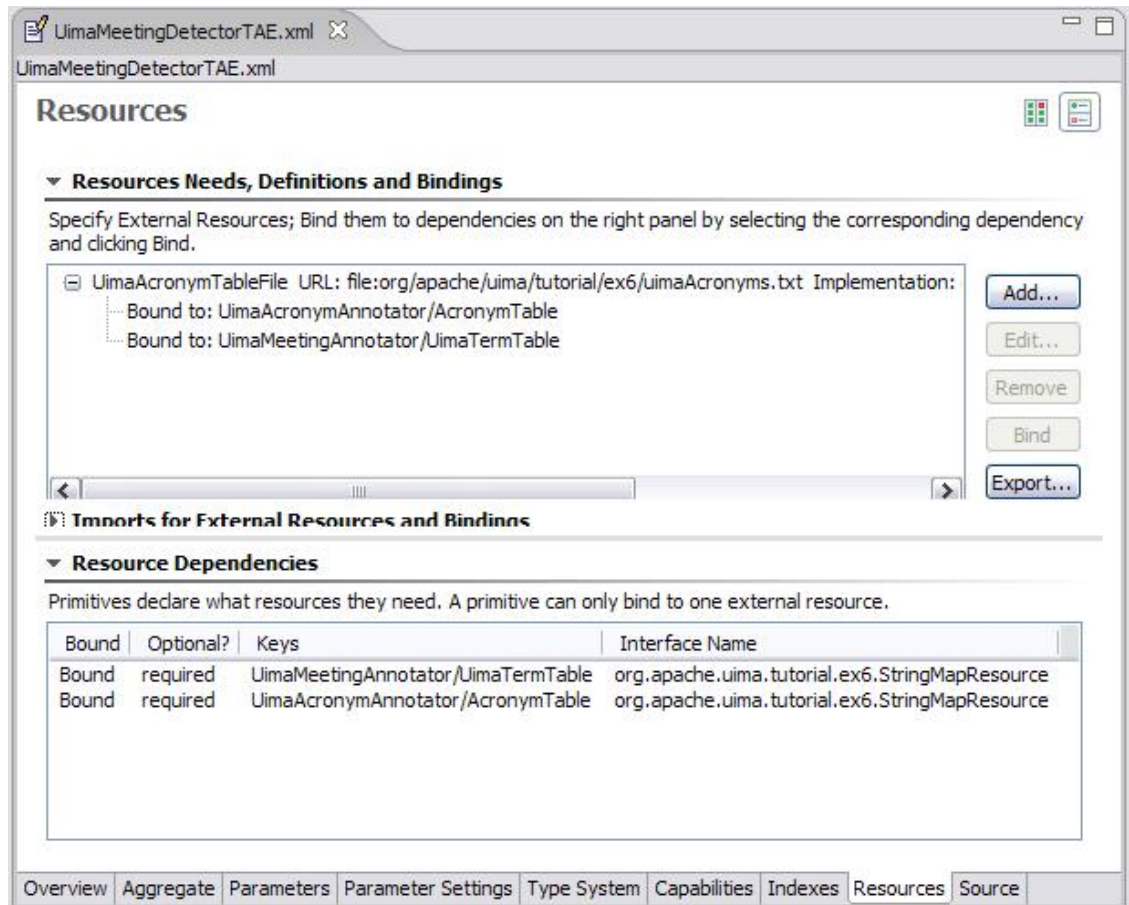 UimaMeetingDetectorTAE.xml
UimaMeetingDetectorTAE.xml
Resources
Resources Needs, Definitions and Bindings
Specify External Resources; Bind them to dependencies on the right panel by selecting the corresponding dependency
and clicking Bind.
UimaAcronymTableFile URL: file:org/apache/uima/tutorial/ex6/uimaAcronyms.txt Implementation:
Bound to: UimaAcronymAnnotator/AcronymTable
Bound to: UimaMeetingAnnotator/UimaTermTable
Add...
Edit...
Remove
Bind
Export...
Imports for External Resources and Bindings
Resource Dependencies
Primitives declare what resources they need. A primitive can only bind to one external resource.
Bound Optional? Keys Interface Name
Bound required UimaMeetingAnnotator/UimaTermTable org.apache.uima.tutorial.ex6.StringMapResource
Bound required UimaAcronymAnnotator/AcronymTable org.apache.uima.tutorial.ex6.StringMapResource
Overview Aggregate Parameters Parameter Settings Type System Capabilities Indexes Resources Source